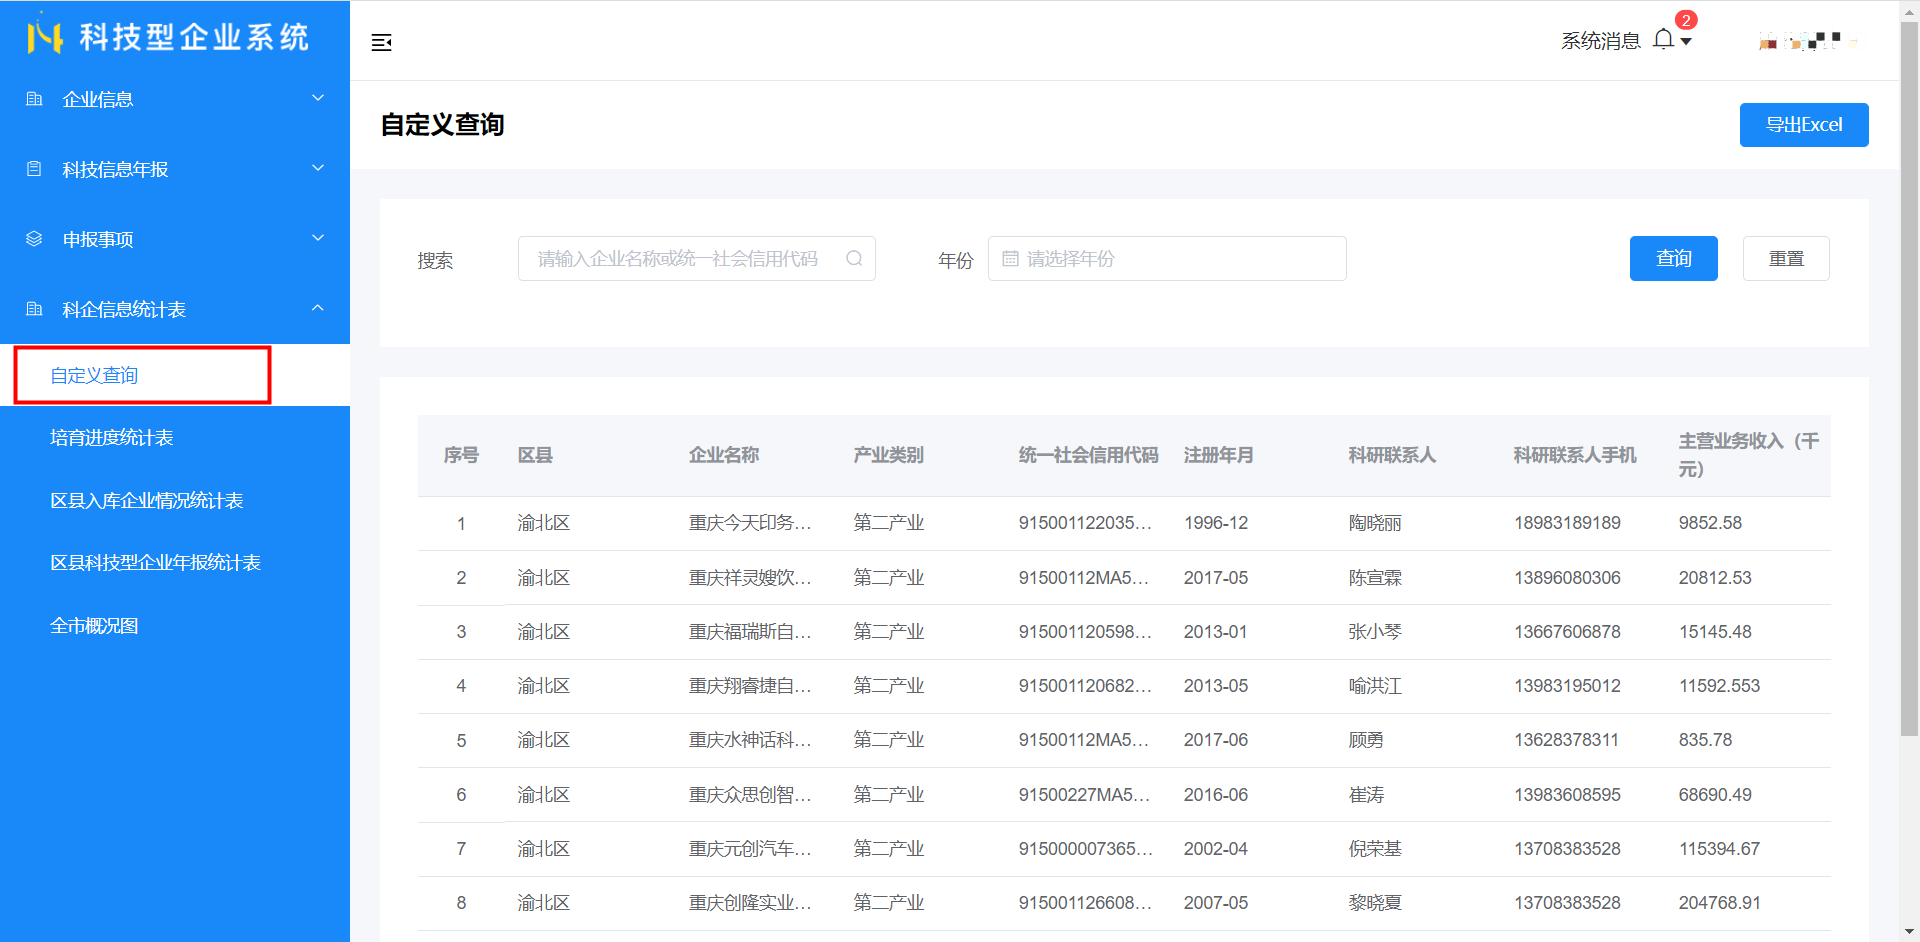 科技型企业系统
系统消息
2
企业信息
科技信息年报
申报事项
科企信息统计表
自定义查询
培育进度统计表
区县入库企业情况统计表
区县科技型企业年报统计表
全市概况图
自定义查询
导出Excel
搜索 请输入企业名称或统一社会信用代码 年份 请选择年份 查询 重置
序号 区县 企业名称 产业类别 统一社会信用代码 注册年月 科研联系人 科研联系人手机 主营业务收入（千
元）
1 渝北区 重庆今天印务... 第二产业 915001122035... 1996-12 陶晓丽 18983189189 9852.58
2 渝北区 重庆祥灵嫂饮... 第二产业 91500112MA5... 2017-05 陈宣霖 13896080306 20812.53
3 渝北区 重庆福瑞斯自... 第二产业 915001120598... 2013-01 张小琴 13667606878 15145.48
4 渝北区 重庆翔睿捷自... 第二产业 915001120682... 2013-05 喻洪江 13983195012 11592.553
5 渝北区 重庆水神话科... 第二产业 91500112MA5... 2017-06 顾勇 13628378311 835.78
6 渝北区 重庆众思创智... 第二产业 91500227MA5... 2016-06 崔涛 13983608595 68690.49
7 渝北区 重庆元创汽车... 第二产业 915000007365... 2002-04 倪荣基 13708383528 115394.67
8 渝北区 重庆创隆实业... 第二产业 915001126608... 2007-05 黎晓夏 13708383528 204768.91